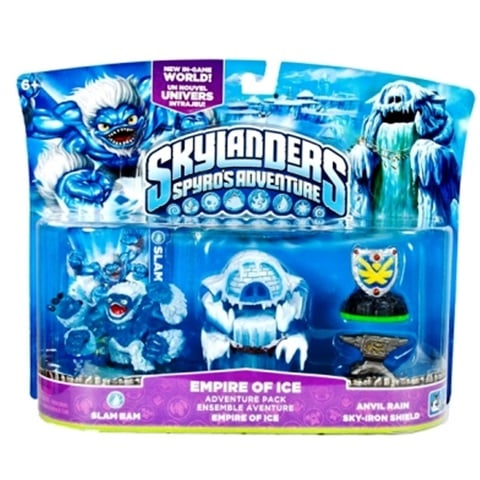 6+
NEW IN-GAME
WORLD!
UN NOUVEL
UNIVERS
INTRAJEU!
SKYLANDERS
SPYRO'S ADVENTURE
SLAM
EMPIRE OF ICE
ADVENTURE PACK
ENSEMBLE AVENTURE
EMPIRE OF ICE
SLAM BAM
ANVIL RAIN
SKY-IRON SHIELD